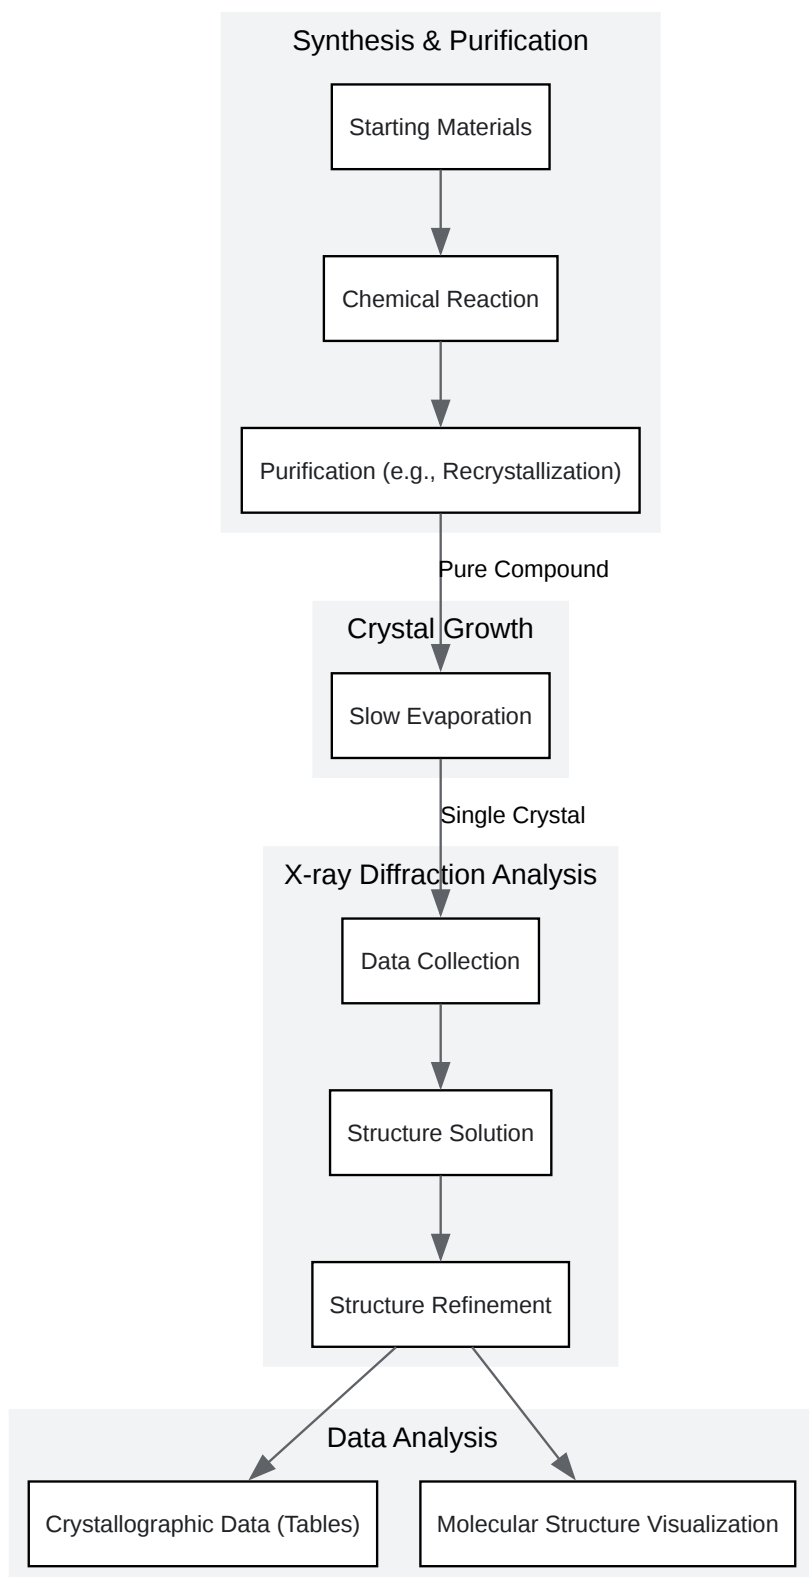 Synthesis & Purification
Starting Materials
Chemical Reaction
Purification (e.g., Recrystallization)
Pure Compound
Crystal Growth
Slow Evaporation
Single Crystal
X-ray Diffraction Analysis
Data Collection
Structure Solution
Structure Refinement
Data Analysis
Crystallographic Data (Tables)
Molecular Structure Visualization